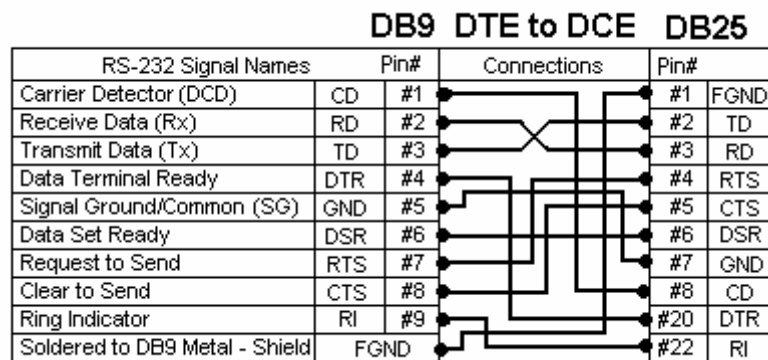 DB9 DTE to DCE DB25
RS-232 Signal Names Pin# Connections Pin#
Carrier Detector (DCD) CD #1 #1 FGND
Receive Data (Rx) RD #2 #2 TD
Transmit Data (Tx) TD #3 #3 RD
Data Terminal Ready DTR #4 #4 RTS
Signal Ground/Common (SG) GND #5 #5 CTS
Data Set Ready DSR #6 #6 DSR
Request to Send RTS #7 #7 GND
Clear to Send CTS #8 #8 CD
Ring Indicator RI #9 #20 DTR
Soldered to DB9 Metal - Shield FGND #22 RI